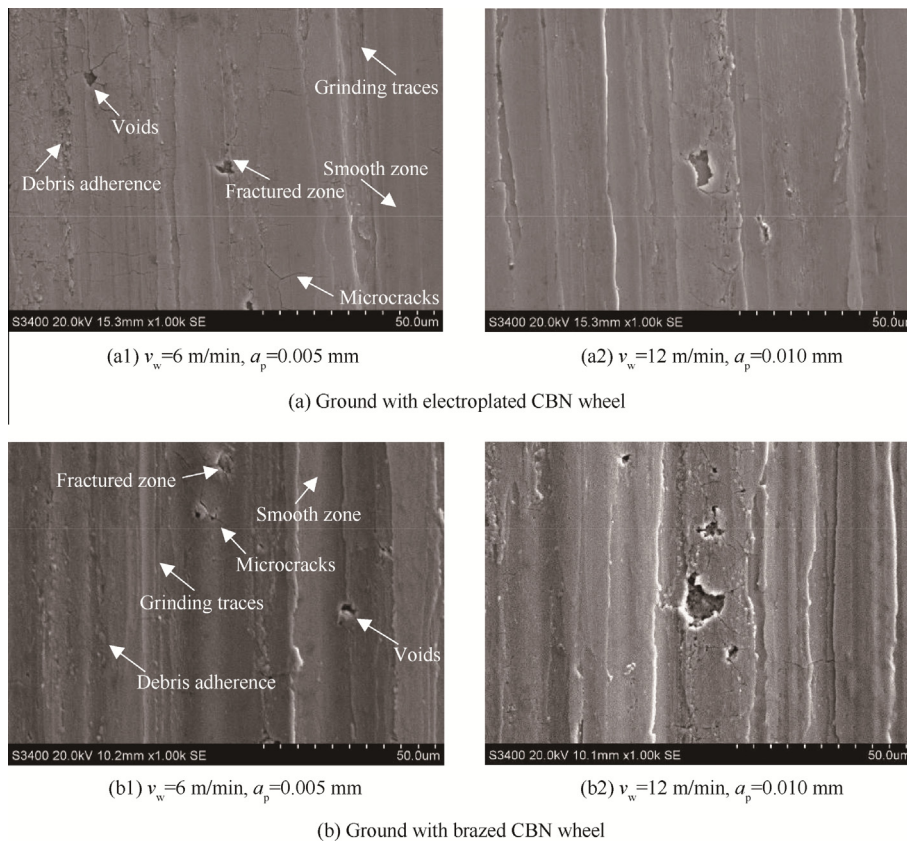 Grinding traces
Voids
Debris adherence
Smooth zone
Fractured zone
Microcracks
S3400 20.0kV 15.3mm x1.00k SE 50.0um
S3400 20.0kV 15.3mm x1.00k SE 50.0um
(a1) vw=6 m/min, ap=0.005 mm
(a2) vw=12 m/min, ap=0.010 mm
(a) Ground with electroplated CBN wheel
Fractured zone
Smooth zone
Microcracks
Grinding traces
Voids
Debris adherence
S3400 20.0kV 10.2mm x1.00k SE 50.0um
S3400 20.0kV 10.1mm x1.00k SE 50.0um
(b1) vw=6 m/min, ap=0.005 mm
(b2) vw=12 m/min, ap=0.010 mm
(b) Ground with brazed CBN wheel